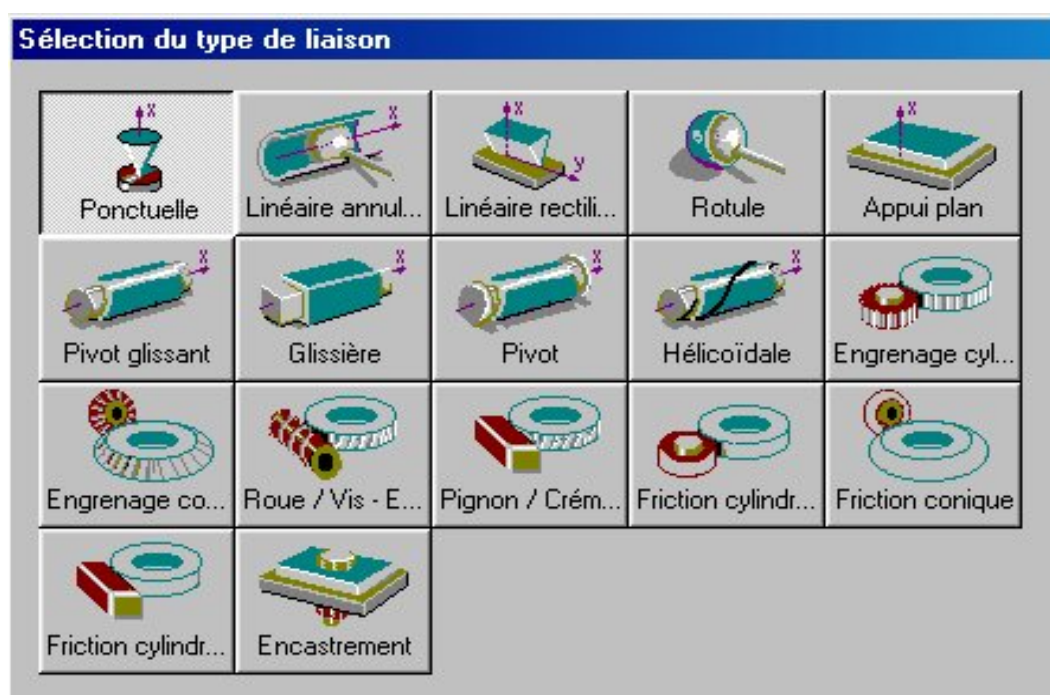 Sélection du type de liaison
x
x
x
y
x
Ponctuelle
Linéaire annul...
Linéaire rectili...
Rotule
Appui plan
x
x
x
x
Pivot glissant
Glissière
Pivot
Hélicoïdale
Engrenage cyl...
Engrenage co...
Roue / Vis - E...
Pignon / Crém...
Friction cylindr...
Friction conique
Friction cylindr...
Encastrement